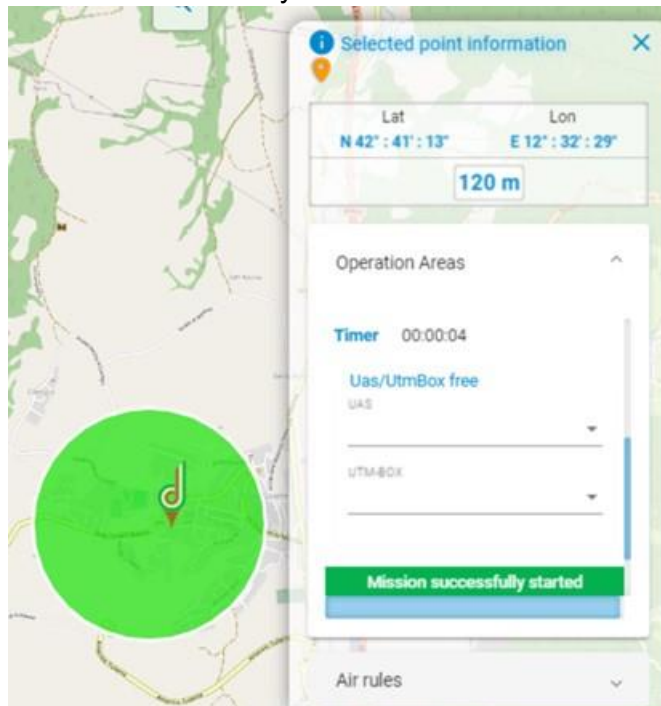 Selected point information
Lat Lon
N 42° : 41' : 13" E 12° : 32' : 29"
120 m
Operation Areas
Timer 00:00:04
Uas/UtmBox free
UAS
UTM-BOX
Mission successfully started
Air rules
M